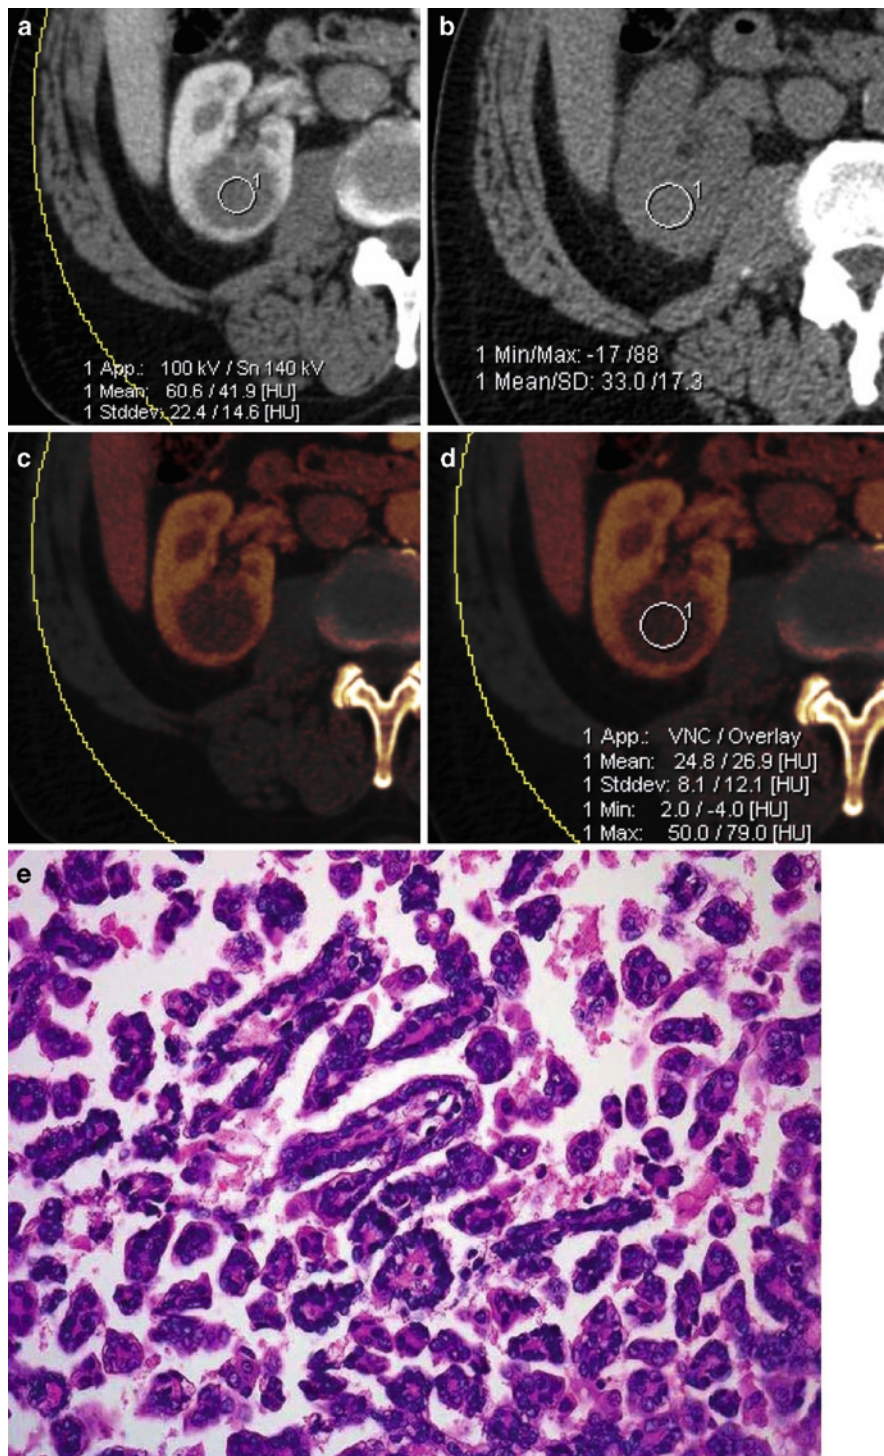 a
1
1 App.: 100 kV / Sn 140 kV
1 Mean: 60.6 / 41.9 [HU]
1 Stddev: 22.4 / 14.6 [HU]
b
1
1 Min/Max: -17 /88
1 Mean/SD: 33.0 /17.3
c
d
1
1 App.: VNC / Overlay
1 Mean: 24.8 / 26.9 [HU]
1 Stddev: 8.1 / 12.1 [HU]
1 Min: 2.0 / -4.0 [HU]
1 Max: 50.0 / 79.0 [HU]
e